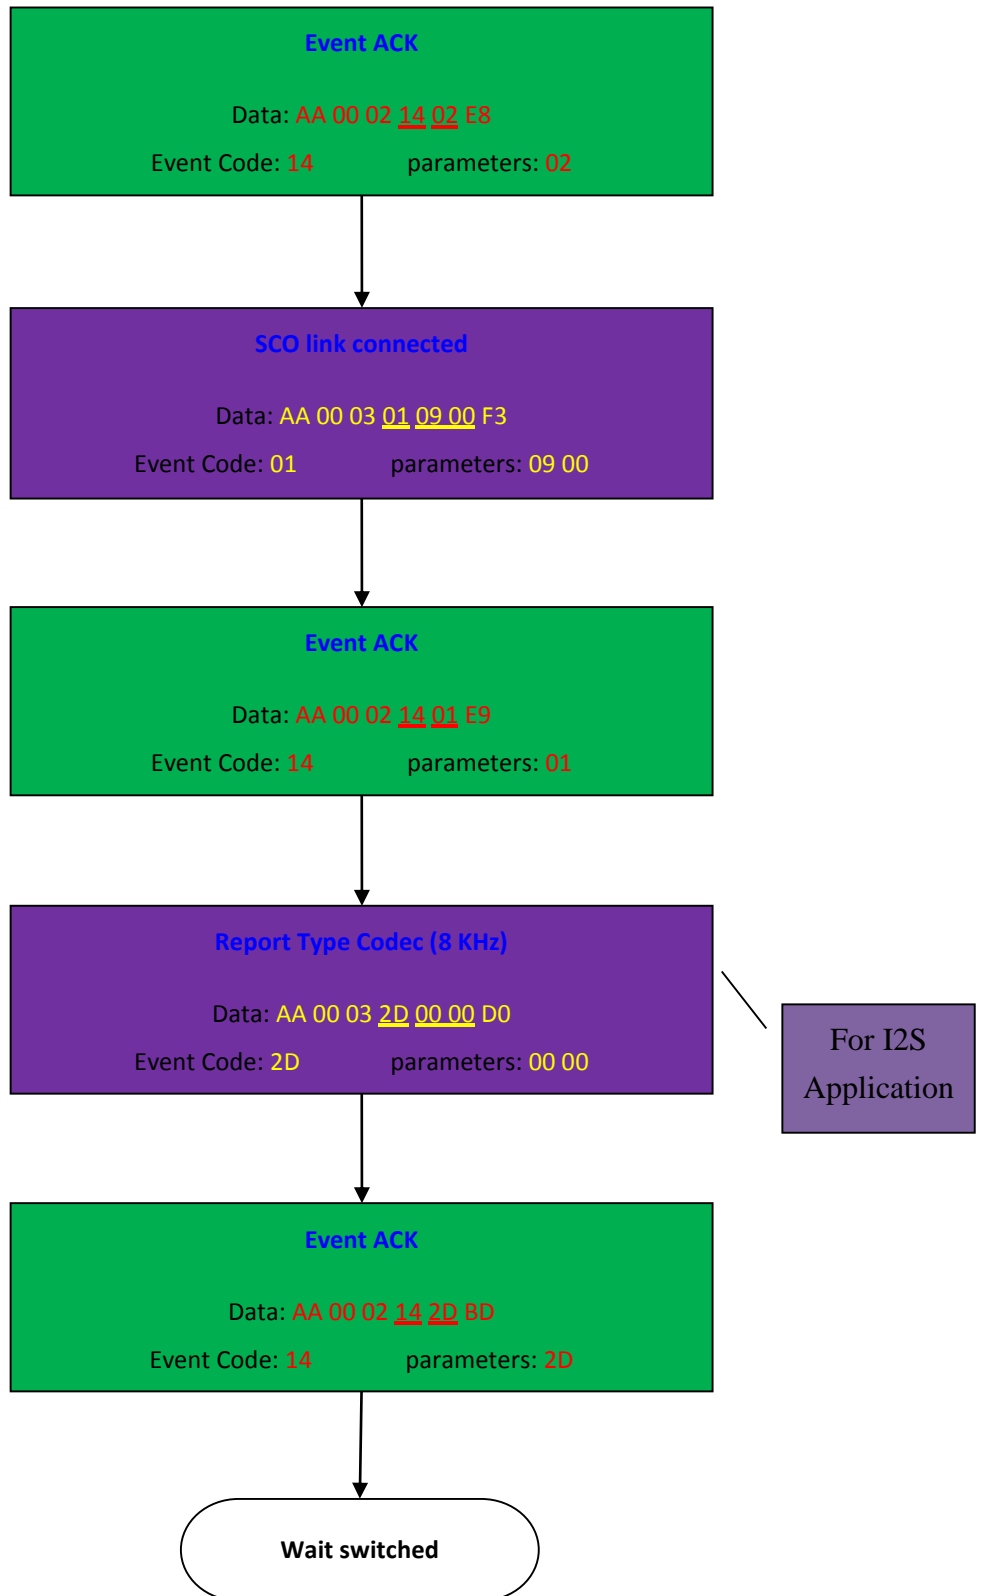 Event ACK
Data: AA 00 02 14 02 E8
Event Code: 14 parameters: 02
SCO link connected
Data: AA 00 03 01 09 00 F3
Event Code: 01 parameters: 09 00
Event ACK
Data: AA 00 02 14 01 E9
Event Code: 14 parameters: 01
Report Type Codec (8 KHz)
Data: AA 00 03 2D 00 00 D0
Event Code: 2D parameters: 00 00
For I2S
Application
Event ACK
Data: AA 00 02 14 2D BD
Event Code: 14 parameters: 2D
Wait switched